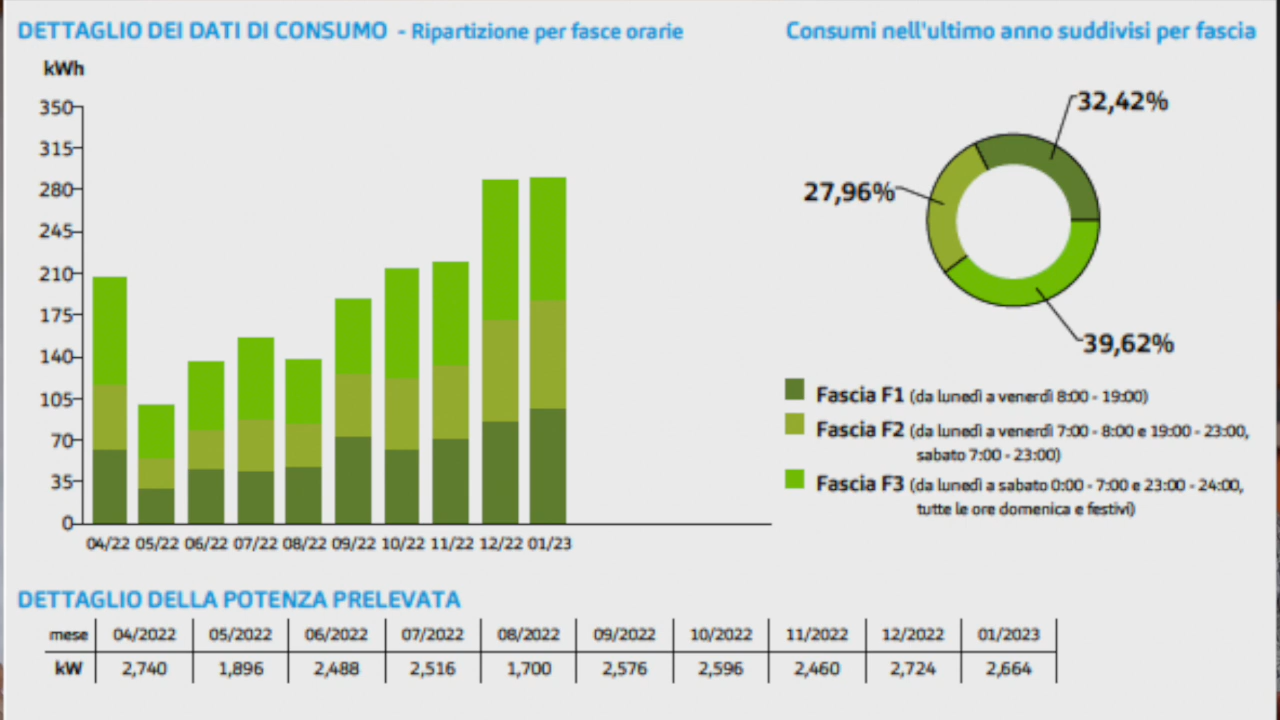 DETTAGLIO DEI DATI DI CONSUMO - Ripartizione per fasce orarie
kWh
350
315
280
245
210
175
140
105
70
35
0
04/22 05/22 06/22 07/22 08/22 09/22 10/22 11/22 12/22 01/23
Consumi nell'ultimo anno suddivisi per fascia
32,42%
27,96%
39,62%
Fascia F1 (da lunedì a venerdì 8:00 - 19:00)
Fascia F2 (da lunedì a venerdì 7:00 - 8:00 e 19:00 - 23:00,
sabato 7:00 - 23:00)
Fascia F3 (da lunedì a sabato 0:00 - 7:00 e 23:00 - 24:00,
tutte le ore domenica e festivi)
DETTAGLIO DELLA POTENZA PRELEVATA
mese 04/2022 05/2022 06/2022 07/2022 08/2022 09/2022 10/2022 11/2022 12/2022 01/2023
kW 2,740 1,896 2,488 2,516 1,700 2,576 2,596 2,460 2,724 2,664